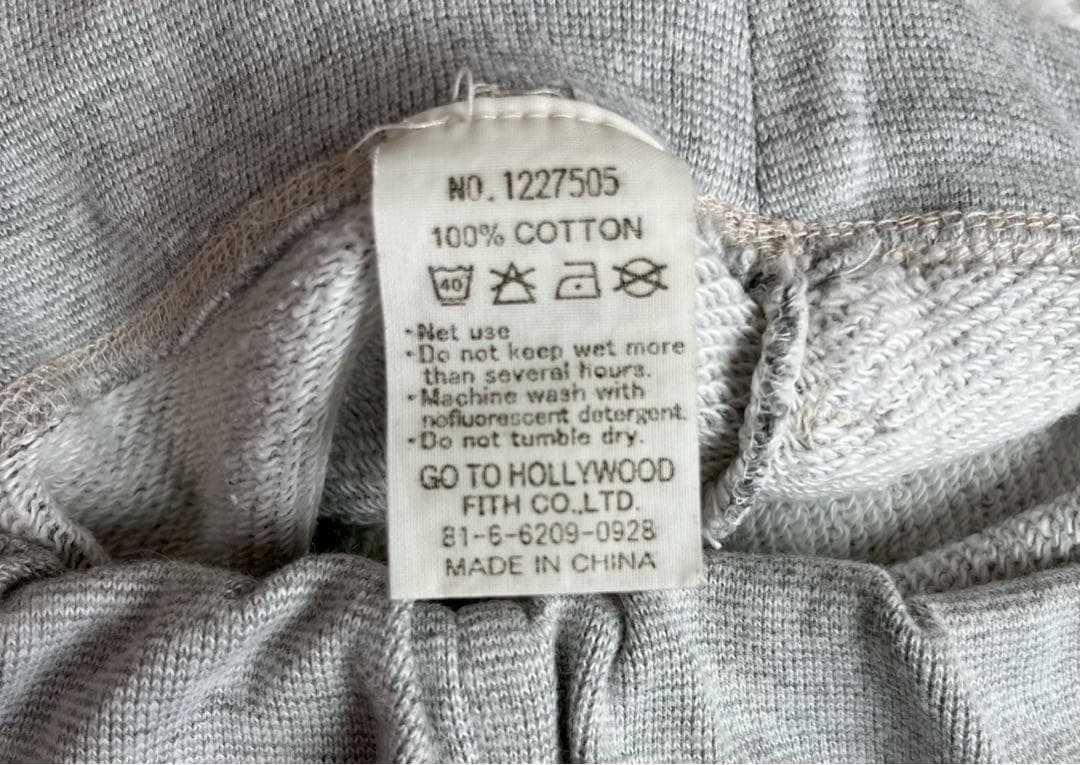 NO. 1227505
100% COTTON
40
·Net use
·Do not keep wet more
than several hours.
·Machine wash with
nofluorescent detergent.
·Do not tumble dry.
GO TO HOLLYWOOD
FITH CO.,LTD.
81-6-6209-0928
MADE IN CHINA